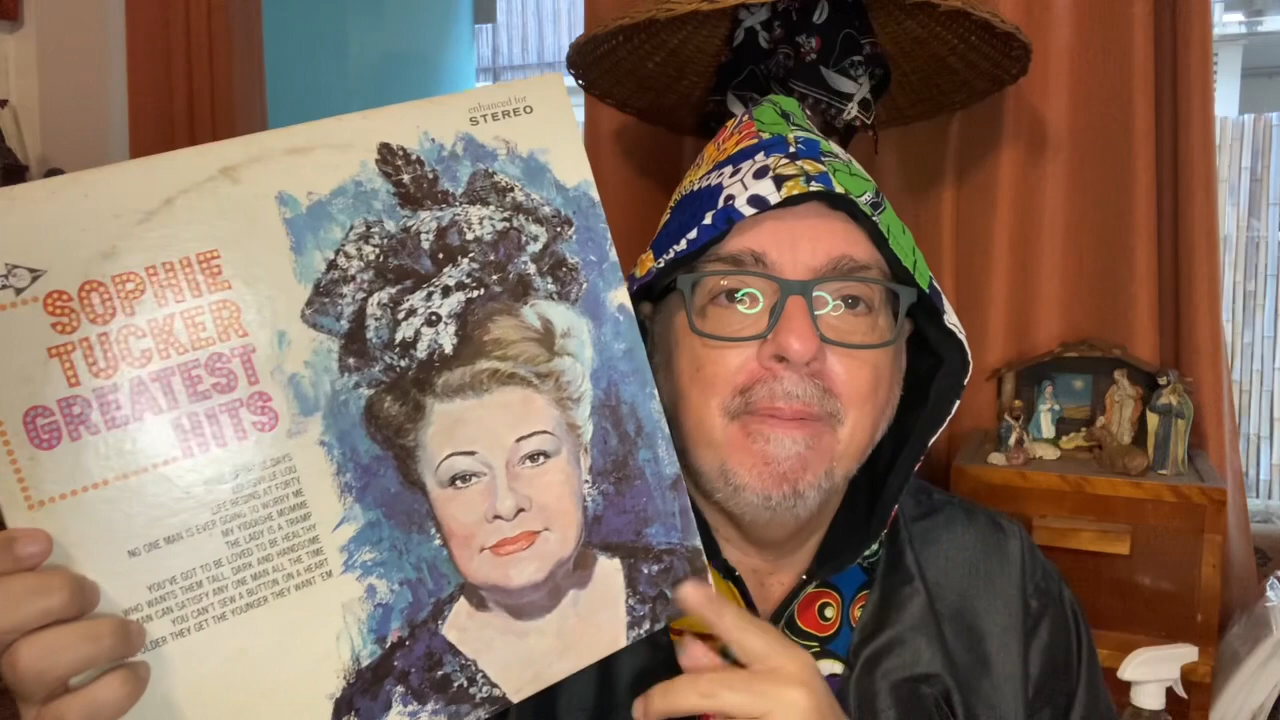 enhanced for
STEREO
SOPHIE
TUCKER
GREATEST
HITS
DAYS
LOUISVILLE LOU
LIFE BEGINS AT FORTY
NO ONE MAN IS EVER GOING TO WORRY ME
MY YIDDISHE MOMME
THE LADY IS A TRAMP
YOU'VE GOT TO BE LOVED TO BE HEALTHY
WHO WANTS THEM TALL, DARK AND HANDSOME
MAN CAN SATISFY ANY ONE MAN ALL THE TIME
YOU CAN'T SEW A BUTTON ON A HEART
OLDER THEY GET THE YOUNGER THEY WANT 'EM